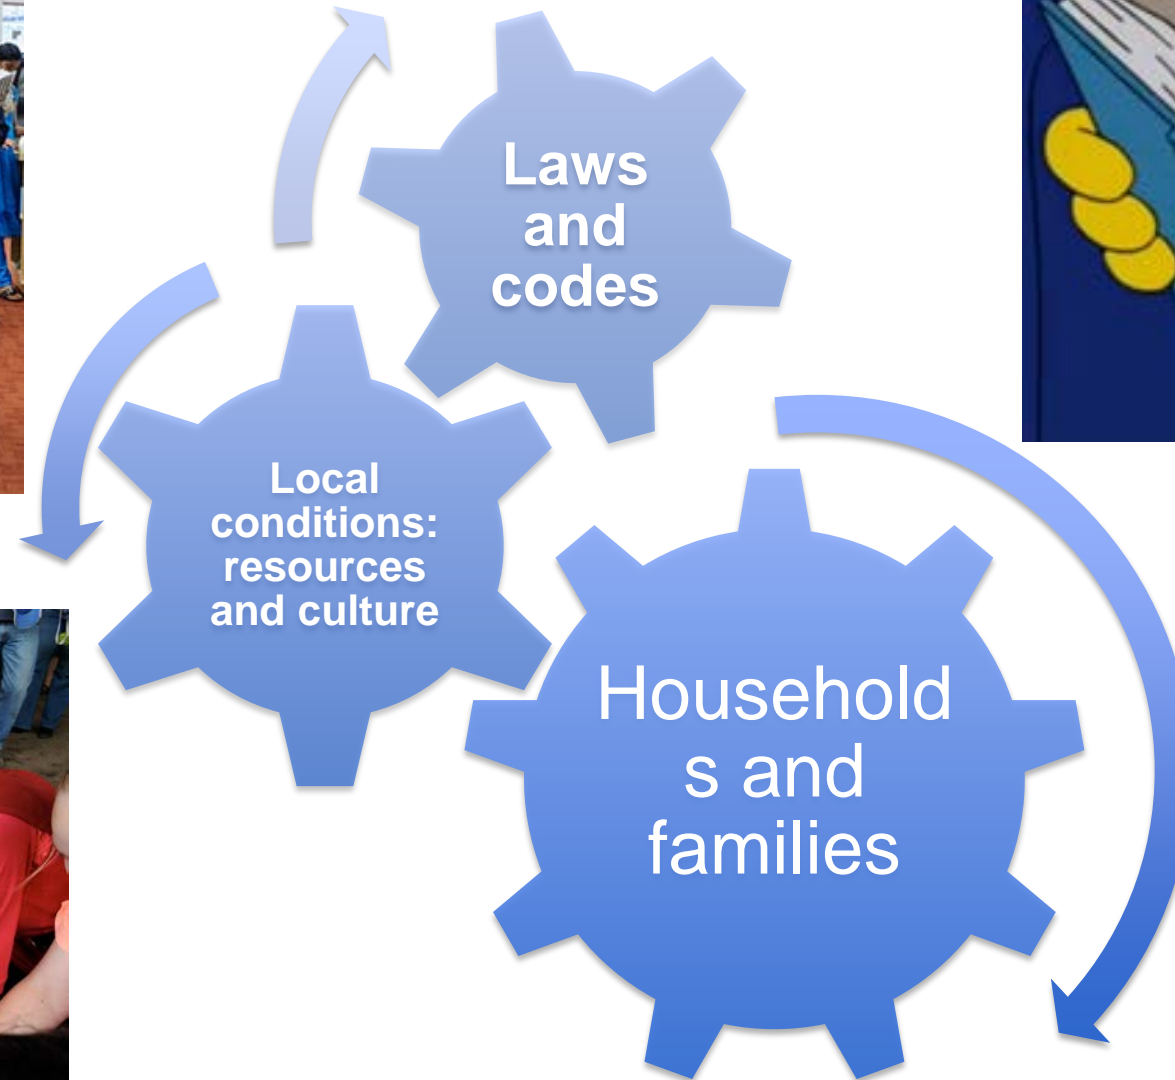 Laws
and
codes
Local
conditions:
resources
and culture
Household
s and
families